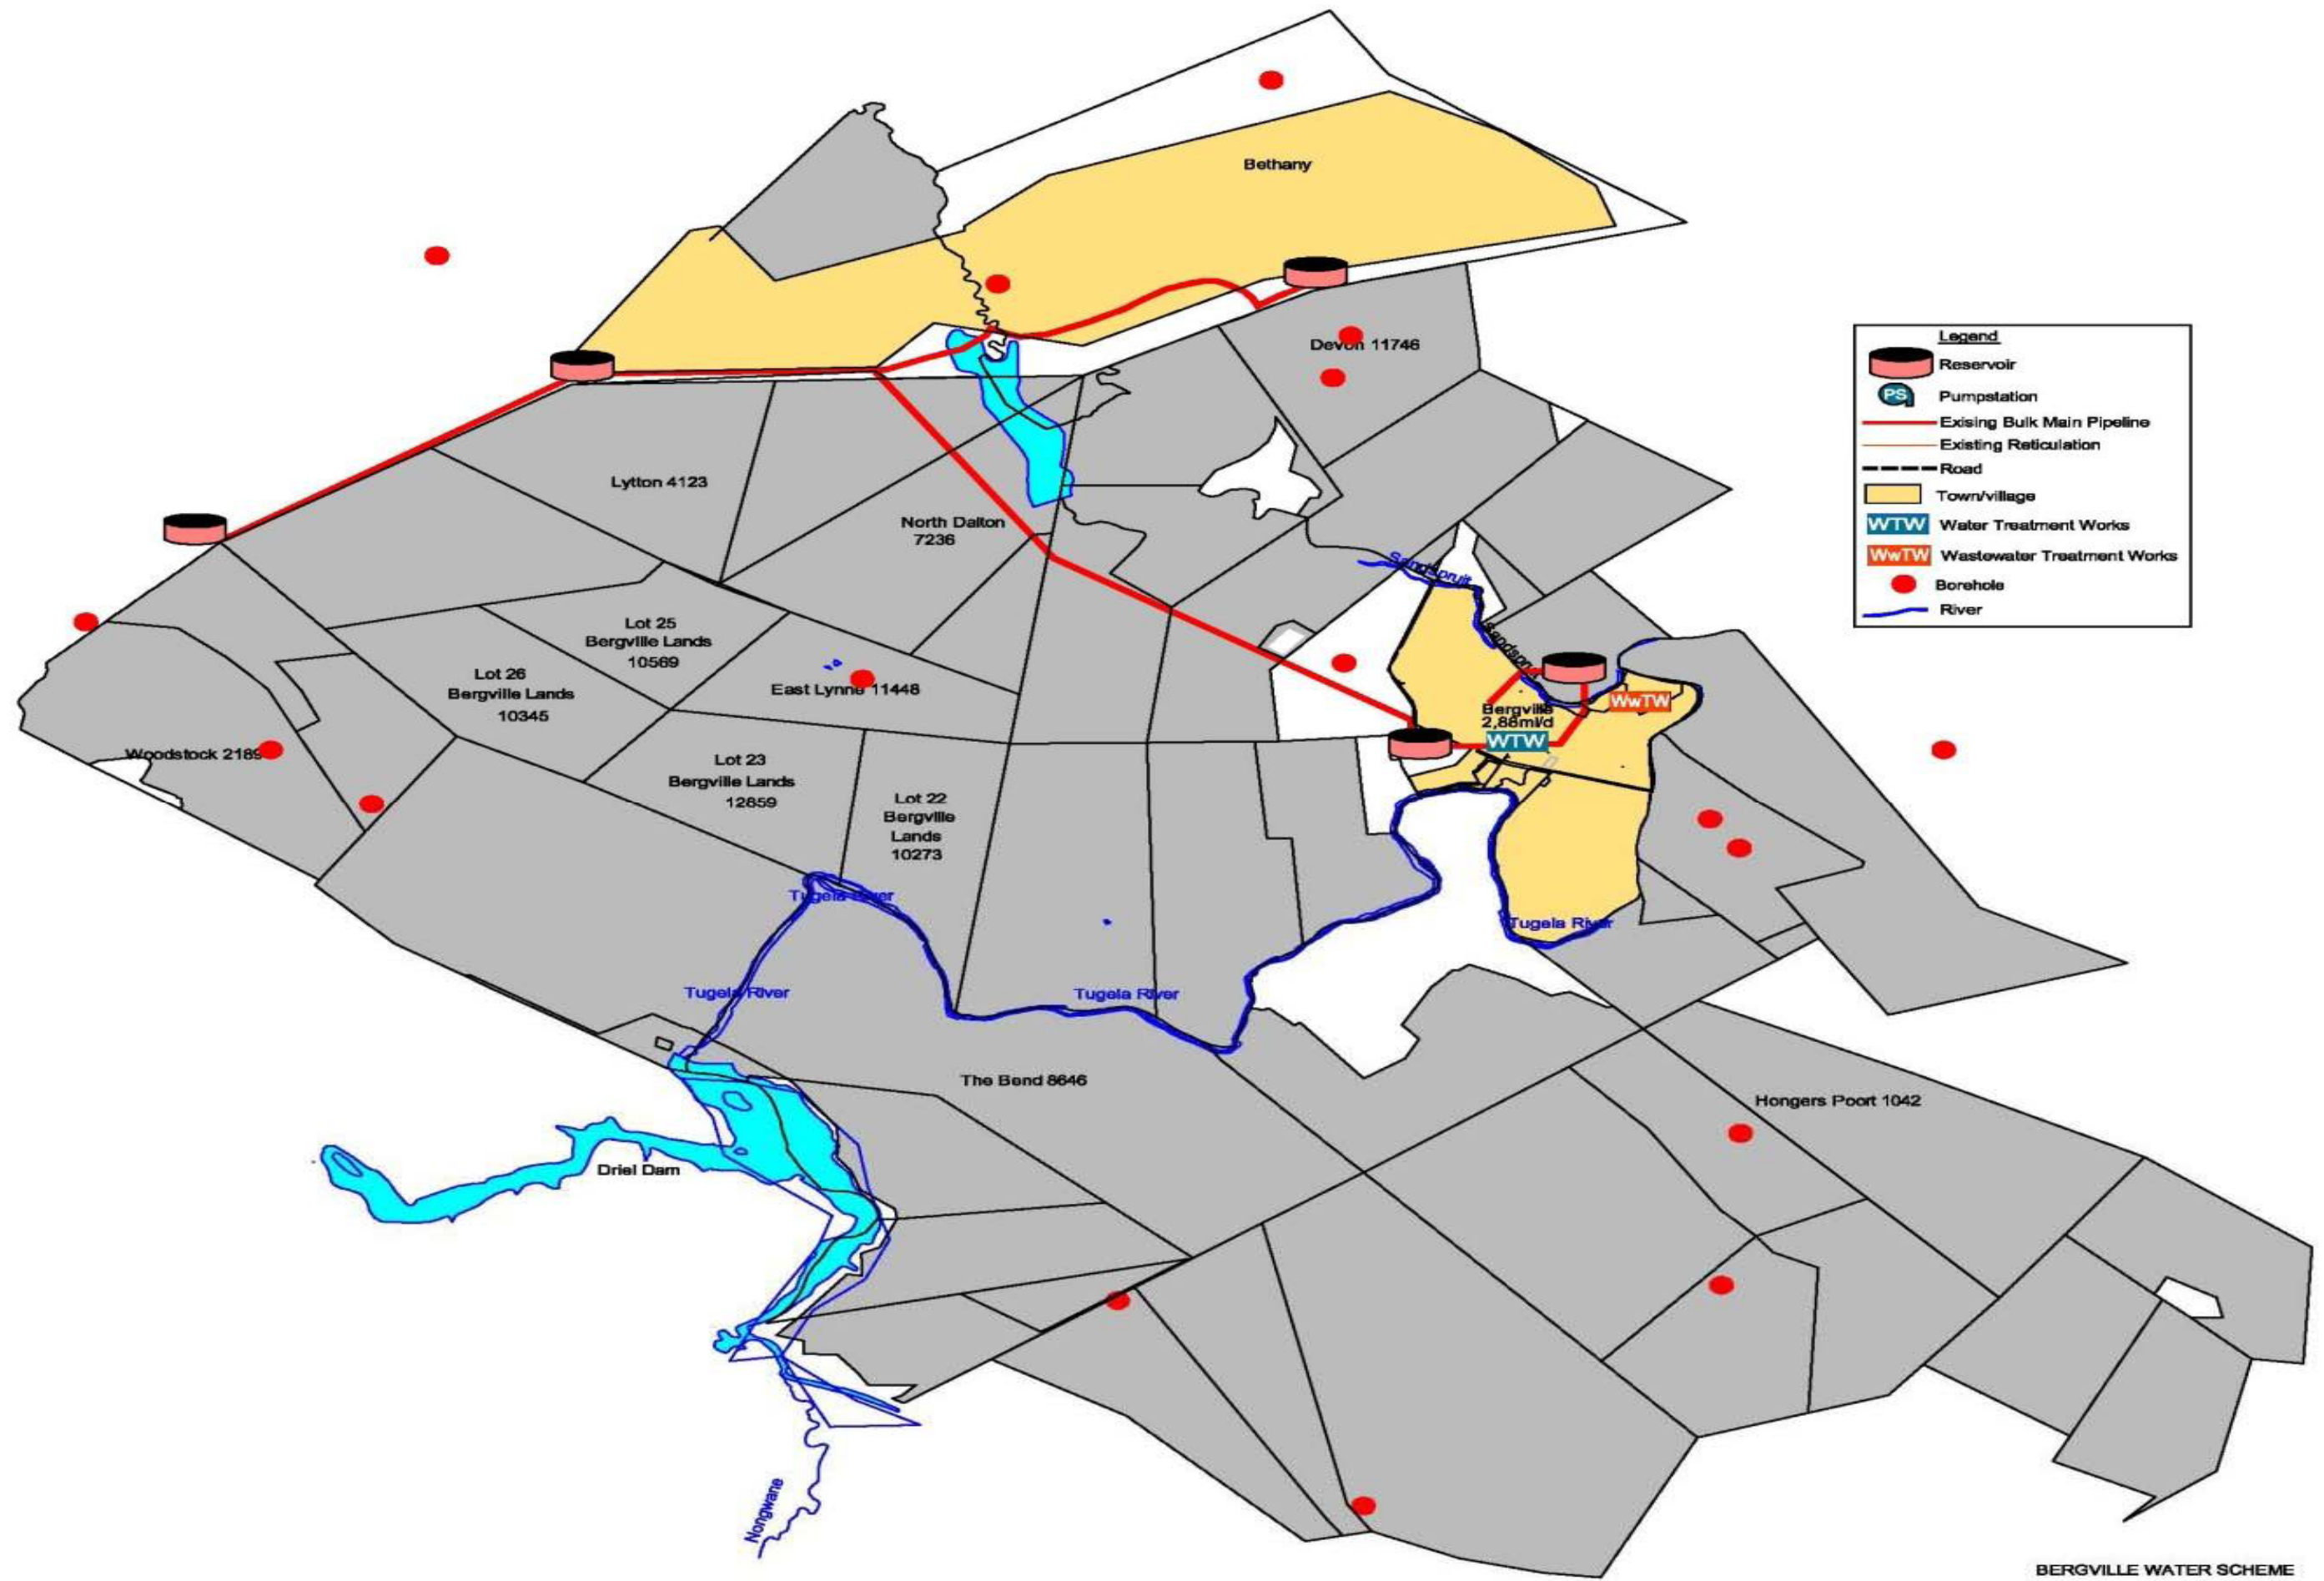 Bethany
Devon 11746
Lytton 4123
North Dalton
7236
Sandspruit
Sandspruit
Lot 25
Bergville Lands
10569
Lot 26
Bergville Lands
10345
East Lynne 11448
Woodstock 2189
Lot 23
Bergville Lands
12859
Lot 22
Bergville
Lands
10273
Bergville
2,88ml/d
WTW
WwTW
Tugela River
Tugela River
Tugela River
Tugela River
The Bend 8646
Hongers Poort 1042
Driel Dam
Nongwane
Legend
Reservoir
PS
Pumpstation
Exising Bulk Main Pipeline
Existing Reticulation
Road
Town/village
WTW Water Treatment Works
WwTW Wastewater Treatment Works
Borehole
River
BERGVILLE WATER SCHEME